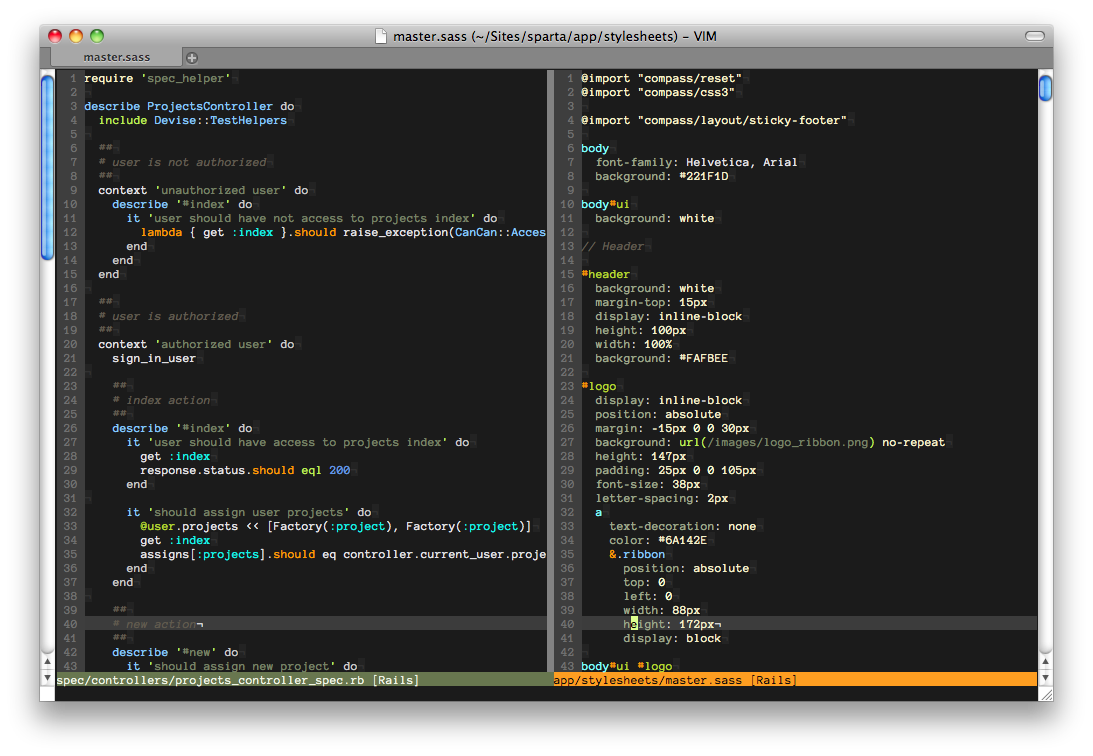 master.sass (~/Sites/sparta/app/stylesheets) – VIM
master.sass
1 require 'spec_helper'¬
2 ¬
3 describe ProjectsController do¬
4   include Devise::TestHelpers¬
5 ¬
6   ##¬
7   # user is not authorized¬
8   ##¬
9   context 'unauthorized user' do¬
10     describe '#index' do¬
11       it 'user should have not access to projects index' do¬
12         lambda { get :index }.should raise_exception(CanCan::Acces
13       end¬
14     end¬
15   end¬
16 ¬
17   ##¬
18   # user is authorized¬
19   ##¬
20   context 'authorized user' do¬
21     sign_in_user¬
22 ¬
23     ##¬
24     # index action¬
25     ##¬
26     describe '#index' do¬
27       it 'user should have access to projects index' do¬
28         get :index¬
29         response.status.should eql 200¬
30       end¬
31 ¬
32       it 'should assign user projects' do¬
33         @user.projects << [Factory(:project), Factory(:project)]¬
34         get :index¬
35         assigns[:projects].should eq controller.current_user.proje
36       end¬
37     end¬
38 ¬
39     ##¬
40     # new action¬
41     ##¬
42     describe '#new' do¬
43       it 'should assign new project' do¬
spec/controllers/projects_controller_spec.rb [Rails]
1 @import "compass/reset"¬
2 @import "compass/css3"¬
3 ¬
4 @import "compass/layout/sticky-footer"¬
5 ¬
6 body¬
7   font-family: Helvetica, Arial¬
8   background: #221F1D¬
9 ¬
10 body#ui¬
11   background: white¬
12 ¬
13 // Header¬
14 ¬
15 #header¬
16   background: white¬
17   margin-top: 15px¬
18   display: inline-block¬
19   height: 100px¬
20   width: 100%¬
21   background: #FAFBEE¬
22 ¬
23 #logo¬
24   display: inline-block¬
25   position: absolute¬
26   margin: -15px 0 0 30px¬
27   background: url(/images/logo_ribbon.png) no-repeat¬
28   height: 147px¬
29   padding: 25px 0 0 105px¬
30   font-size: 38px¬
31   letter-spacing: 2px¬
32   a¬
33     text-decoration: none¬
34     color: #6A142E¬
35     &.ribbon¬
36       position: absolute¬
37       top: 0¬
38       left: 0¬
39       width: 88px¬
40       height: 172px¬
41       display: block¬
42 ¬
43 body#ui #logo¬
app/stylesheets/master.sass [Rails]